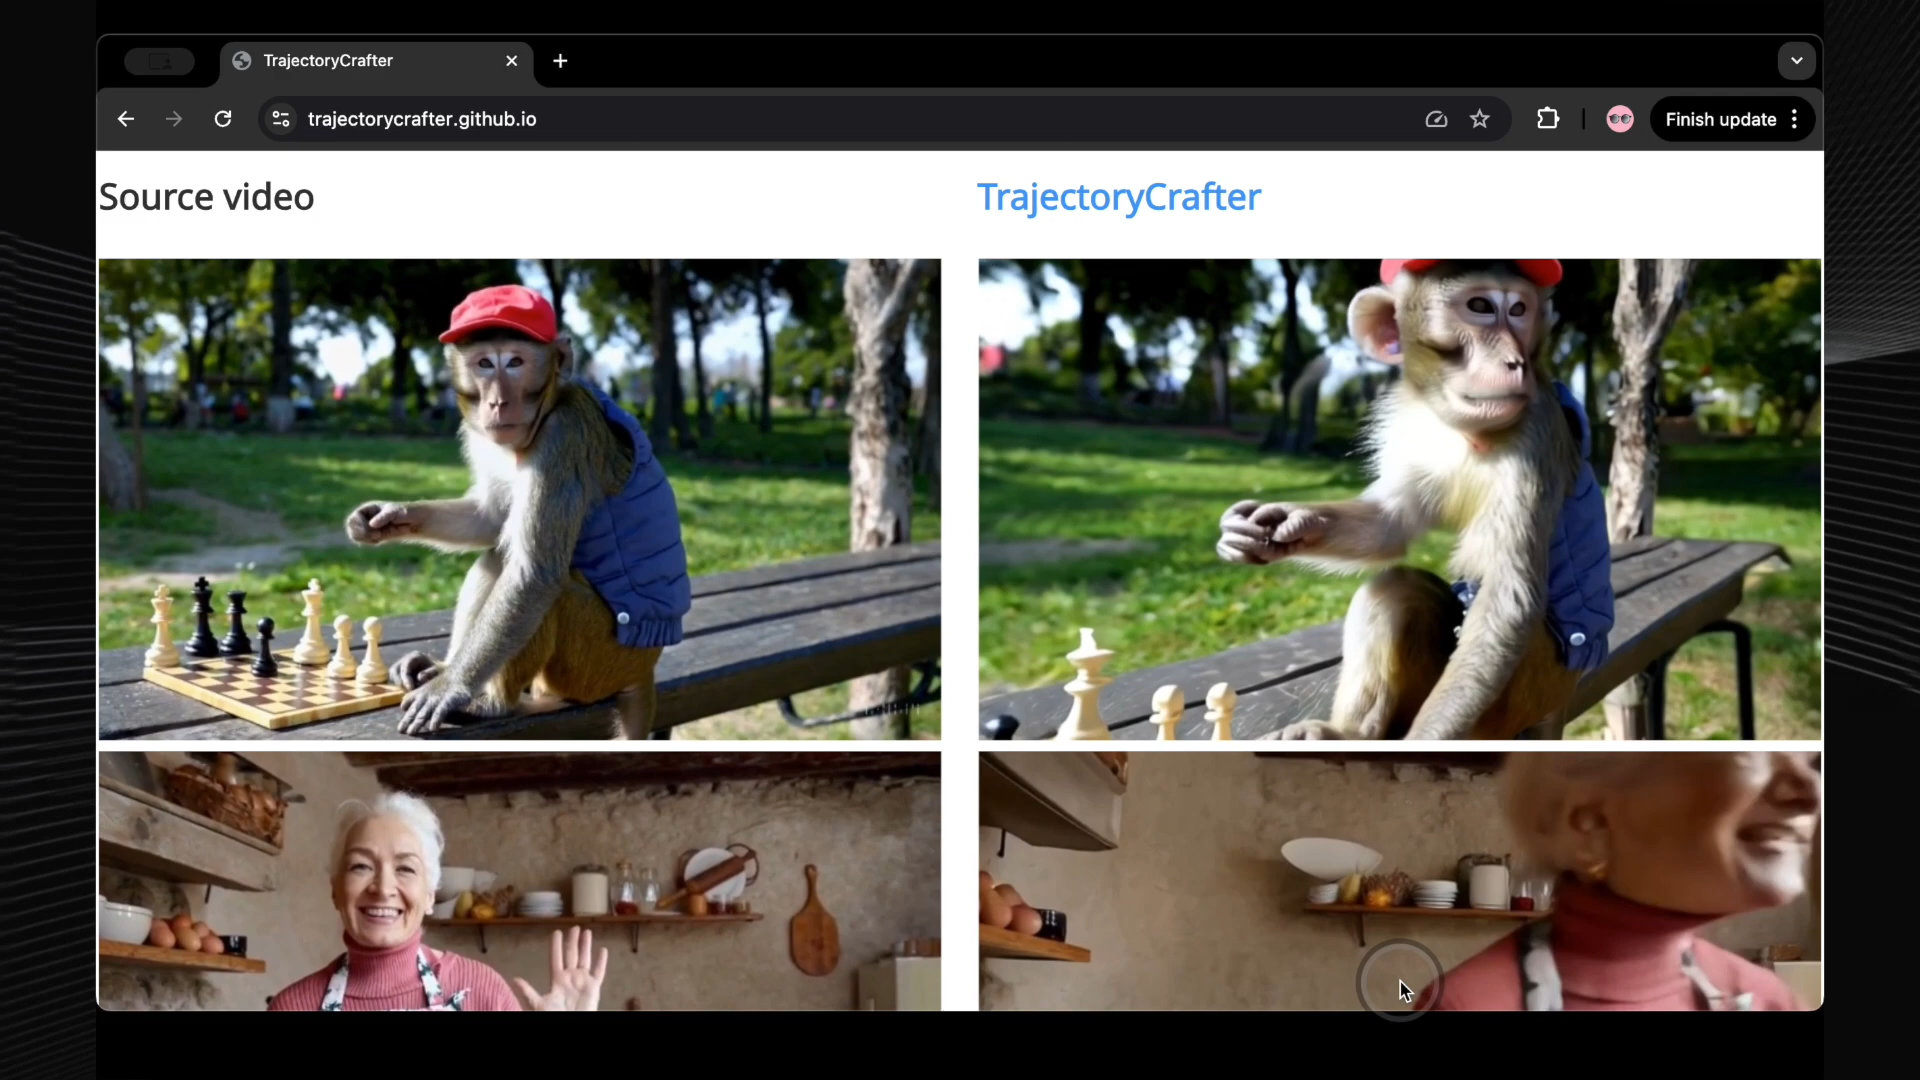 TrajectoryCrafter
trajectorycrafter.github.io
Finish update
Source video
TrajectoryCrafter